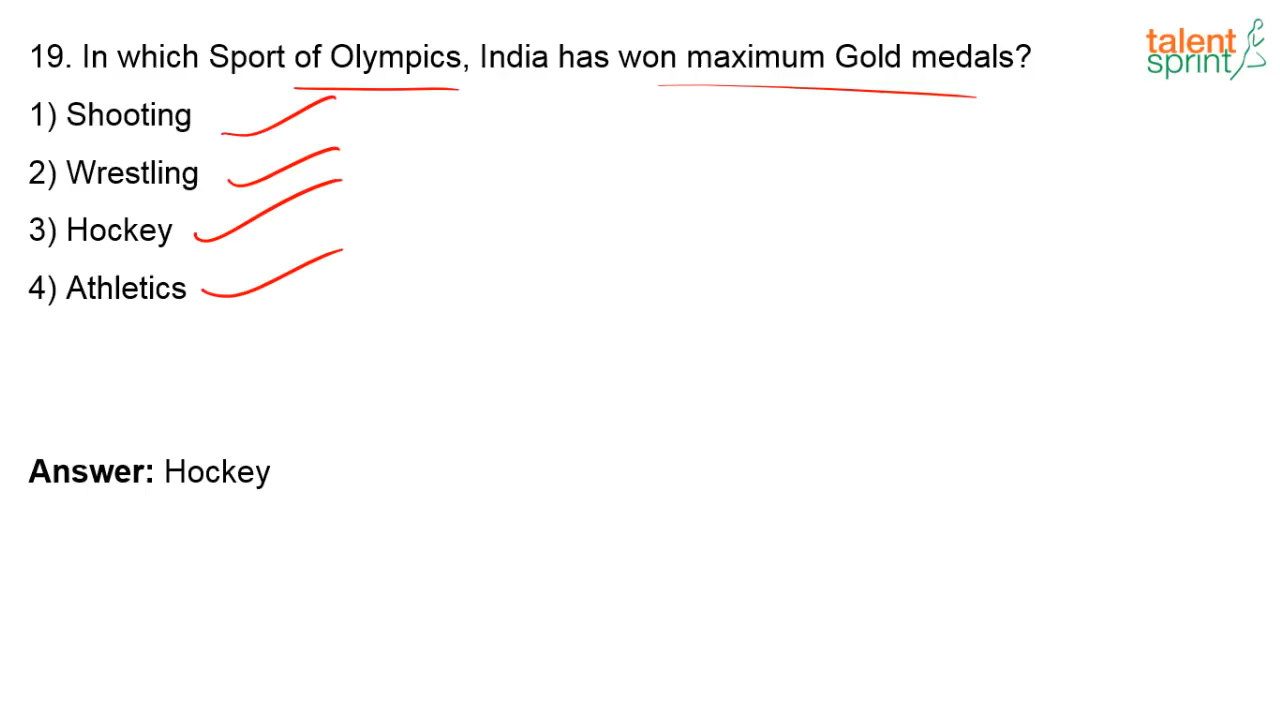 19. In which Sport of Olympics, India has won maximum Gold medals?
talent
sprint
1) Shooting
2) Wrestling
3) Hockey
4) Athletics
Answer: Hockey